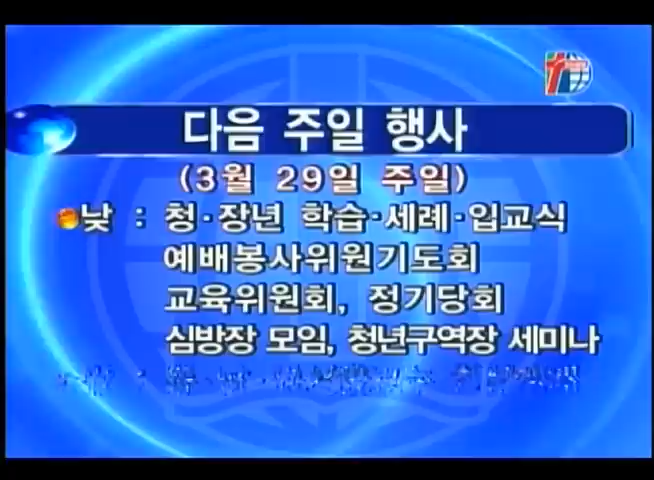 다음 주일 행사
(3월 29일 주일)
낮 : 청·장년 학습·세례·입교식
예배봉사위원기도회
교육위원회, 정기당회
심방장 모임, 청년구역장 세미나